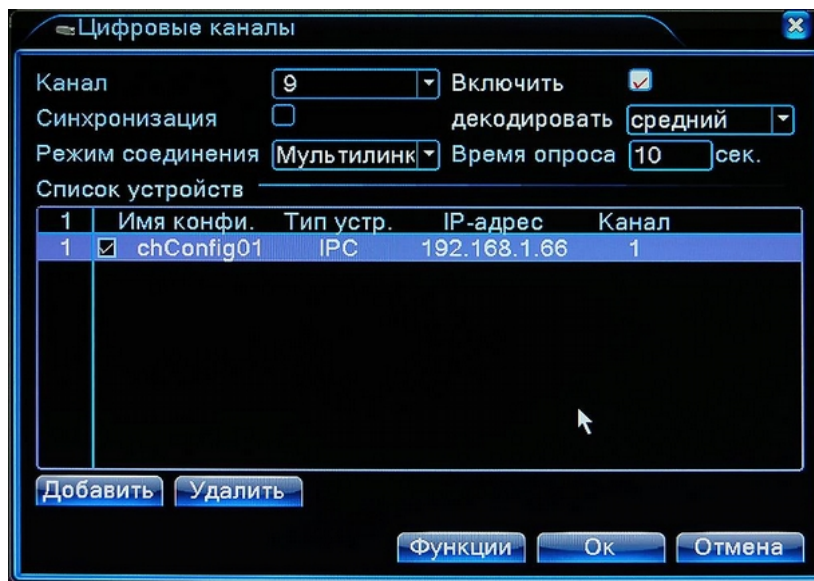 Цифровые каналы
Канал 9 Включить
Синхронизация декодировать средний
Режим соединения Мультилинк Время опроса 10 сек.
Список устройств
1 Имя конфи. Тип устр. IP-адрес Канал
1 chConfig01 IPC 192.168.1.66 1
Добавить Удалить
Функции Ок Отмена